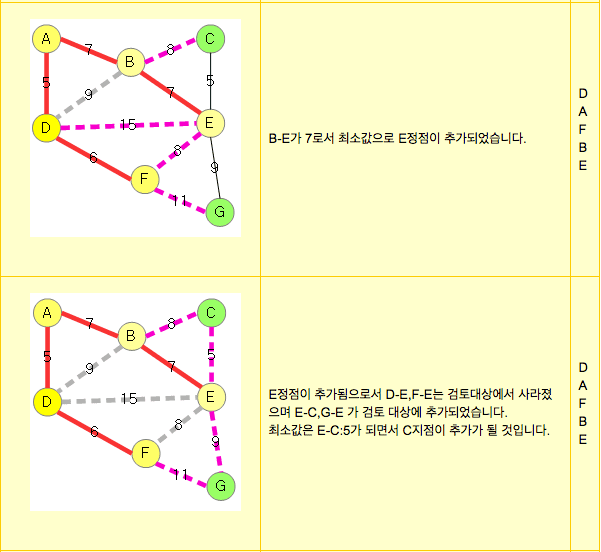 A
7
B
8
C
5
9
7
5
D
15
E
6
8
9
F
11
G
B-E가 7로서 최소값으로 E정점이 추가되었습니다.
D
A
F
B
E
A
7
B
8
C
5
9
7
5
D
15
E
6
8
9
F
11
G
E정점이 추가됨으로서 D-E,F-E는 검토대상에서 사라졌
으며 E-C,G-E 가 검토 대상에 추가되었습니다.
최소값은 E-C:5가 되면서 C지점이 추가가 될 것입니다.
D
A
F
B
E